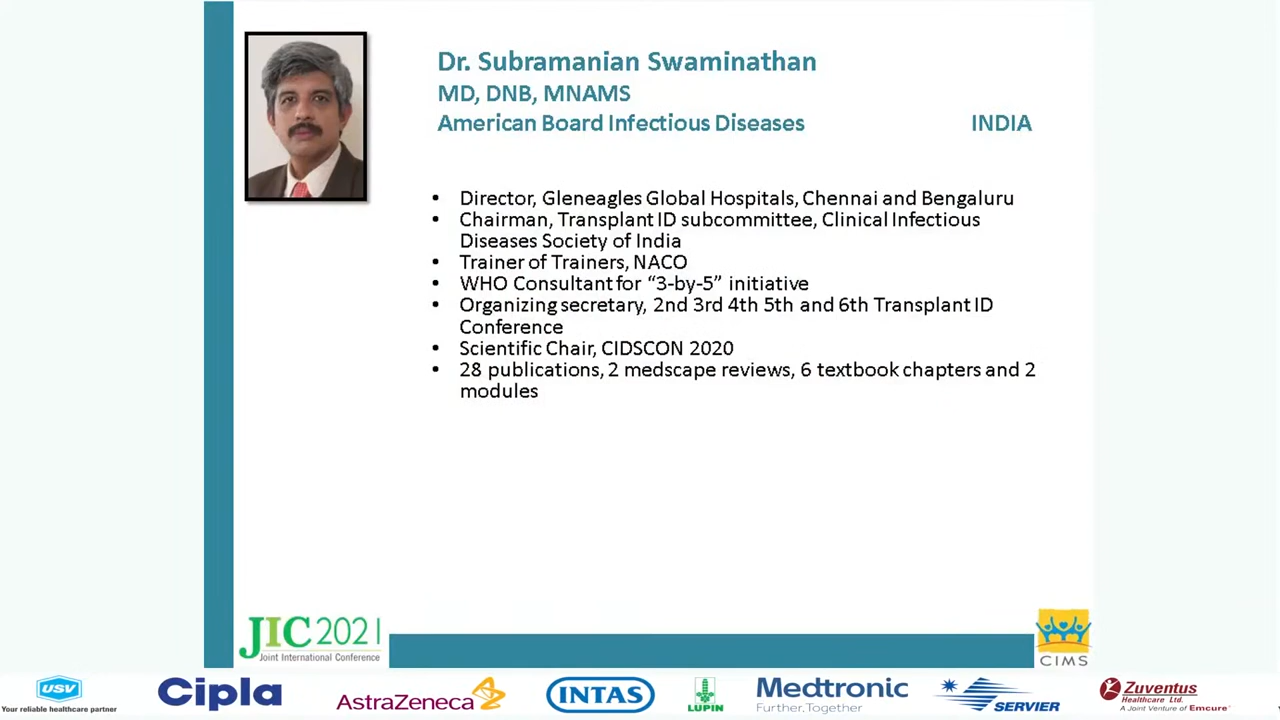 Dr. Subramanian Swaminathan
MD, DNB, MNAMS
American Board Infectious Diseases INDIA
• Director, Gleneagles Global Hospitals, Chennai and Bengaluru
• Chairman, Transplant ID subcommittee, Clinical Infectious
Diseases Society of India
• Trainer of Trainers, NACO
• WHO Consultant for “3-by-5” initiative
• Organizing secretary, 2nd 3rd 4th 5th and 6th Transplant ID
Conference
• Scientific Chair, CIDSCON 2020
• 28 publications, 2 medscape reviews, 6 textbook chapters and 2
modules
JIC 2021
Joint International Conference
CIMS
USV
Your reliable healthcare partner
Cipla
AstraZeneca
INTAS
LUPIN
Medtronic
Further, Together
SERVIER
Zuventus
Healthcare Ltd.
A Joint Venture of Emcure